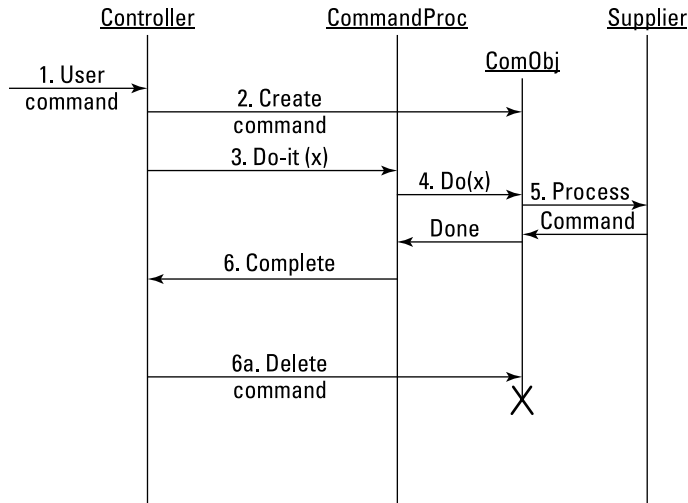 Controller
CommandProc
Supplier
ComObj
1. User
command
2. Create
command
3. Do-it (x)
4. Do(x)
5. Process
Command
Done
6. Complete
6a. Delete
command